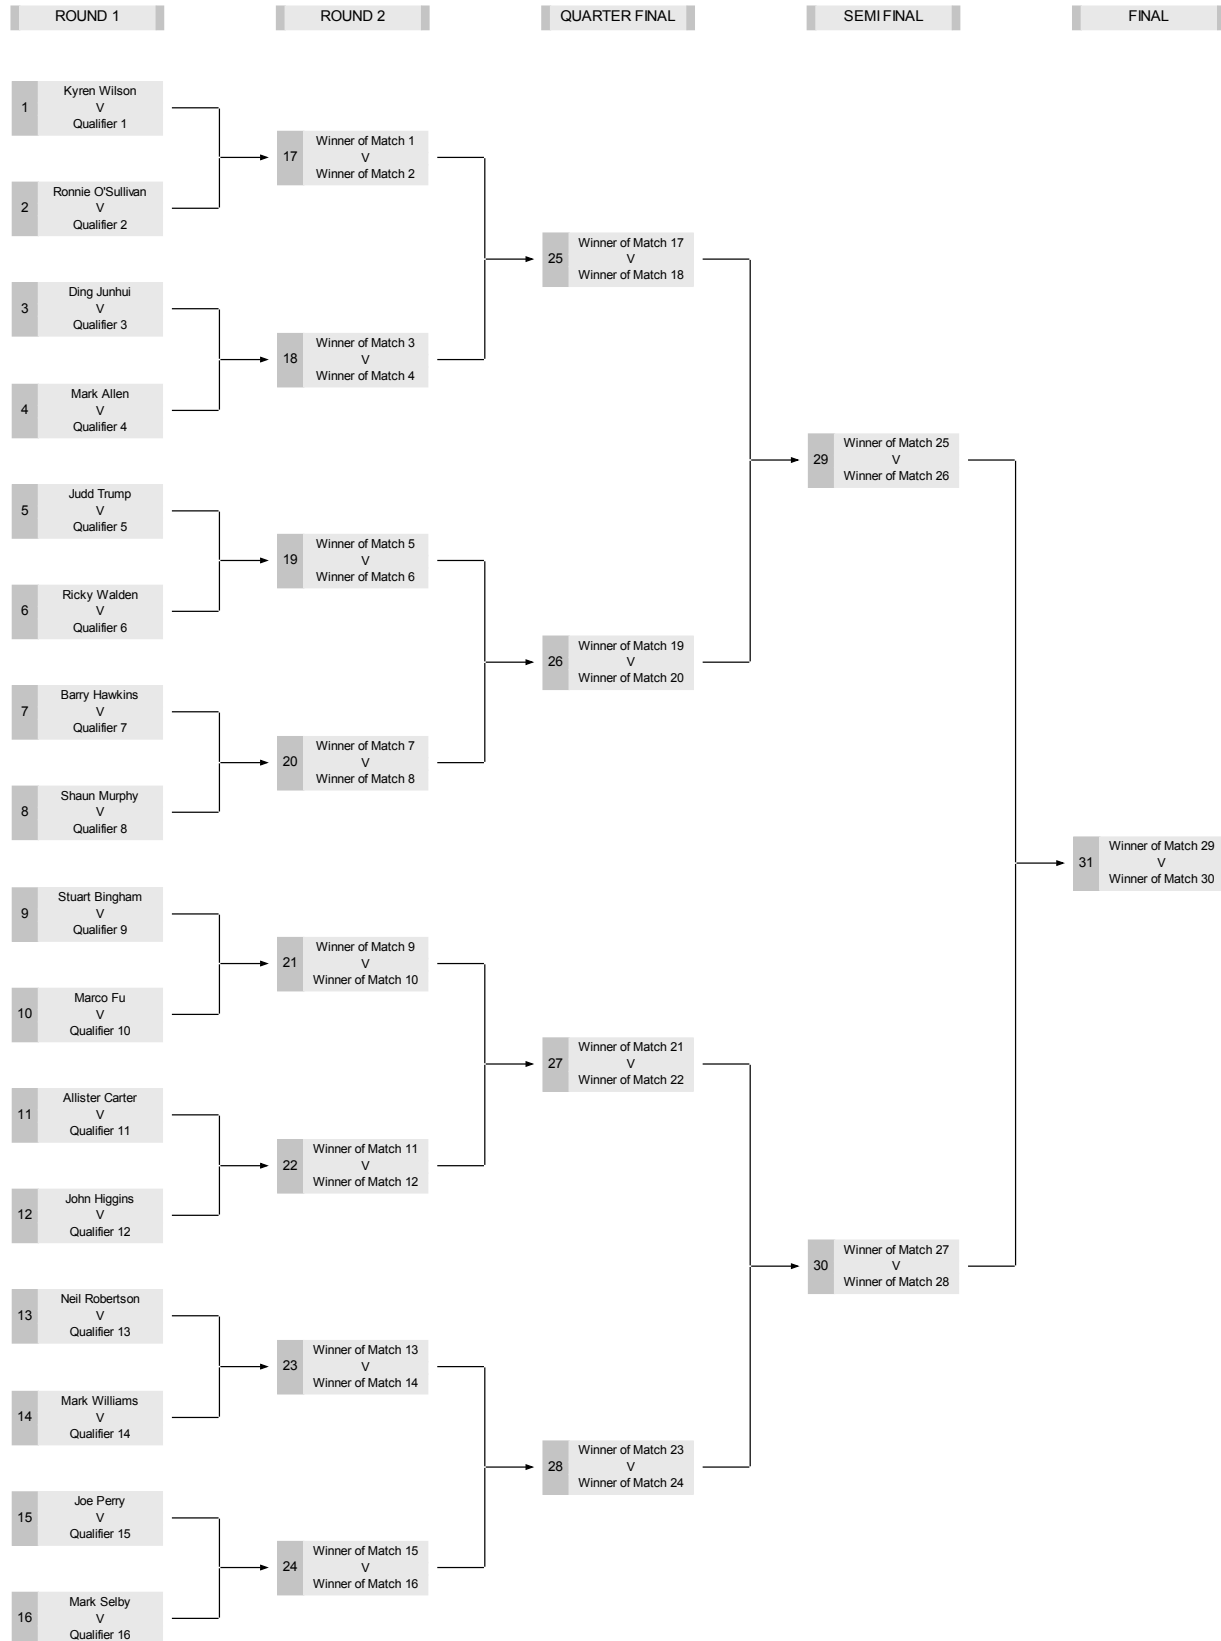 ROUND 1
ROUND 2
QUARTER FINAL
SEMI FINAL
FINAL
1
Kyren Wilson
V
Qualifier 1
2
Ronnie O'Sullivan
V
Qualifier 2
3
Ding Junhui
V
Qualifier 3
4
Mark Allen
V
Qualifier 4
5
Judd Trump
V
Qualifier 5
6
Ricky Walden
V
Qualifier 6
7
Barry Hawkins
V
Qualifier 7
8
Shaun Murphy
V
Qualifier 8
9
Stuart Bingham
V
Qualifier 9
10
Marco Fu
V
Qualifier 10
11
Allister Carter
V
Qualifier 11
12
John Higgins
V
Qualifier 12
13
Neil Robertson
V
Qualifier 13
14
Mark Williams
V
Qualifier 14
15
Joe Perry
V
Qualifier 15
16
Mark Selby
V
Qualifier 16
17
Winner of Match 1
V
Winner of Match 2
18
Winner of Match 3
V
Winner of Match 4
19
Winner of Match 5
V
Winner of Match 6
20
Winner of Match 7
V
Winner of Match 8
21
Winner of Match 9
V
Winner of Match 10
22
Winner of Match 11
V
Winner of Match 12
23
Winner of Match 13
V
Winner of Match 14
24
Winner of Match 15
V
Winner of Match 16
25
Winner of Match 17
V
Winner of Match 18
26
Winner of Match 19
V
Winner of Match 20
27
Winner of Match 21
V
Winner of Match 22
28
Winner of Match 23
V
Winner of Match 24
29
Winner of Match 25
V
Winner of Match 26
30
Winner of Match 27
V
Winner of Match 28
31
Winner of Match 29
V
Winner of Match 30